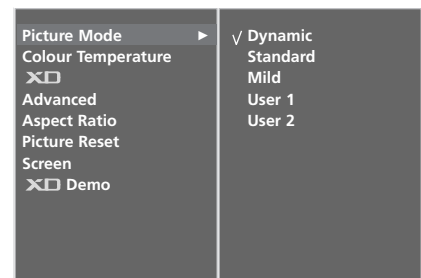 Picture Mode ►
Colour Temperature
XD
Advanced
Aspect Ratio
Picture Reset
Screen
XD Demo
√ Dynamic
Standard
Mild
User 1
User 2